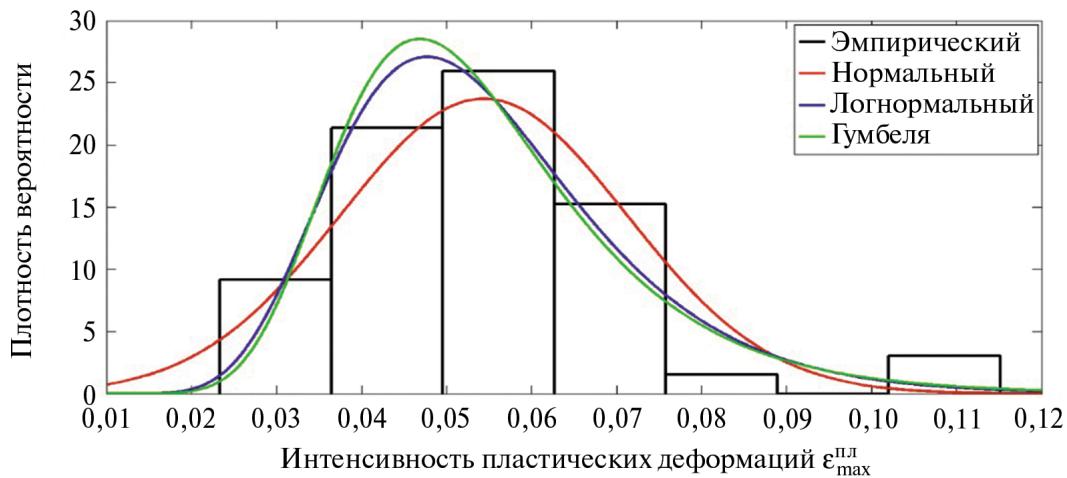 Плотность вероятности
30
25
20
15
10
5
0
Эмпирический
Нормальный
Логнормальный
Гумбеля
0,01 0,02 0,03 0,04 0,05 0,06 0,07 0,08 0,09 0,10 0,11 0,12
Интенсивность пластических деформаций ε пл max